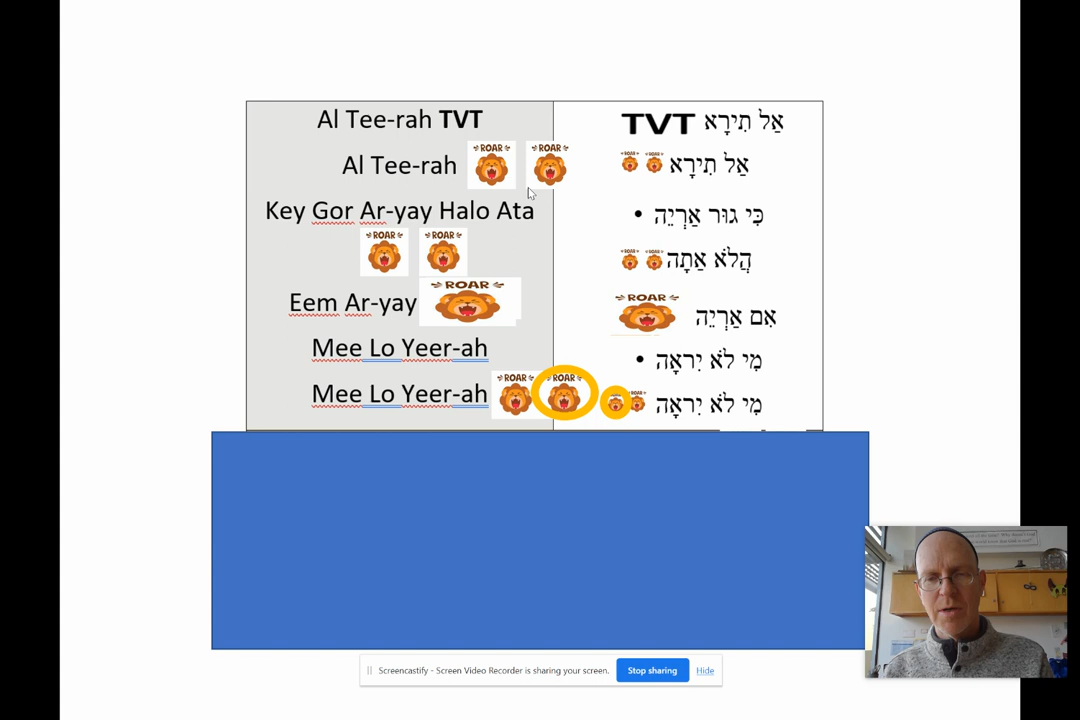 Al Tee-rah TVT
Al Tee-rah ROAR ROAR
Key Gor Ar-yay Halo Ata
ROAR ROAR
Eem Ar-yay ROAR
Mee Lo Yeer-ah
Mee Lo Yeer-ah ROAR ROAR
אַל תִּירָא TVT
אַל תִּירָא ROAR ROAR
• כִּי גוּר אַרְיֵה
הֲלֹא אַתָּה ROAR ROAR
אִם אַרְיֵה ROAR
• מִי לֹא יִרְאֶה
מִי לֹא יִרְאֶה ROAR
Screencastify - Screen Video Recorder is sharing your screen. Stop sharing Hide